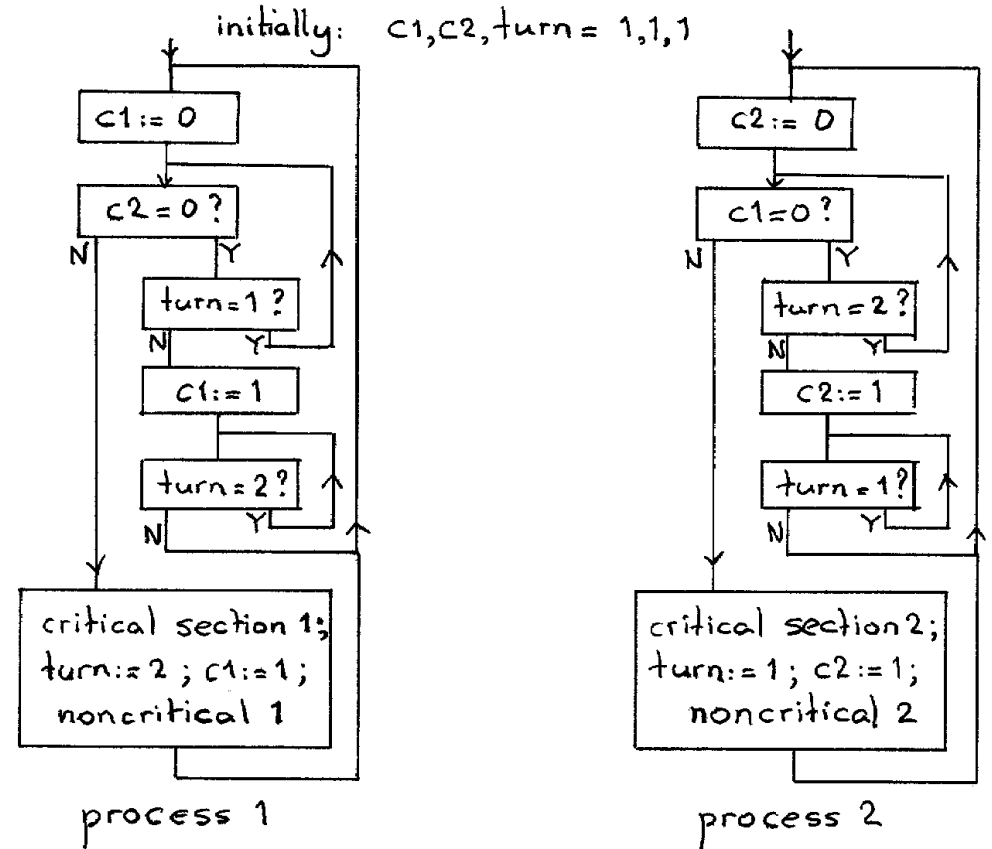 initially: c1,c2,turn = 1,1,1
c1:= 0
c2=0?
N Y
turn=1?
N Y
c1:=1
turn=2?
N Y
critical section 1;
turn:=2 ; c1:=1;
noncritical 1
process 1
c2:= 0
c1=0?
N Y
turn=2?
N Y
c2:=1
turn=1?
N Y
critical section 2;
turn:=1; c2:=1;
noncritical 2
process 2